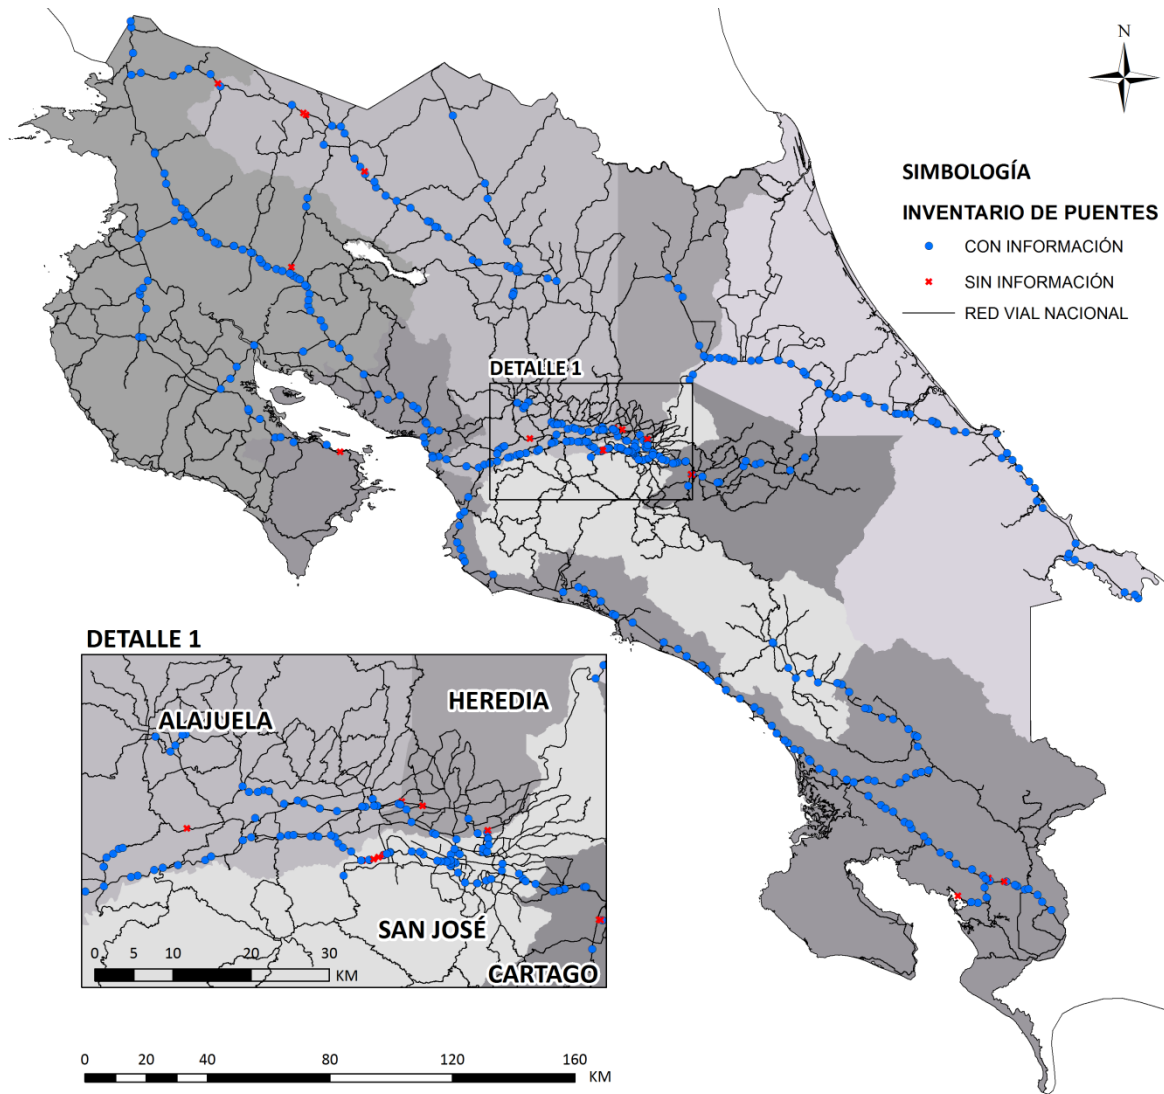 N
SIMBOLOGÍA
INVENTARIO DE PUENTES
CON INFORMACIÓN
SIN INFORMACIÓN
RED VIAL NACIONAL
DETALLE 1
DETALLE 1
HEREDIA
ALAJUELA
SAN JOSÉ
CARTAGO
0 5 10 20 30
KM
0 20 40 80 120 160
KM